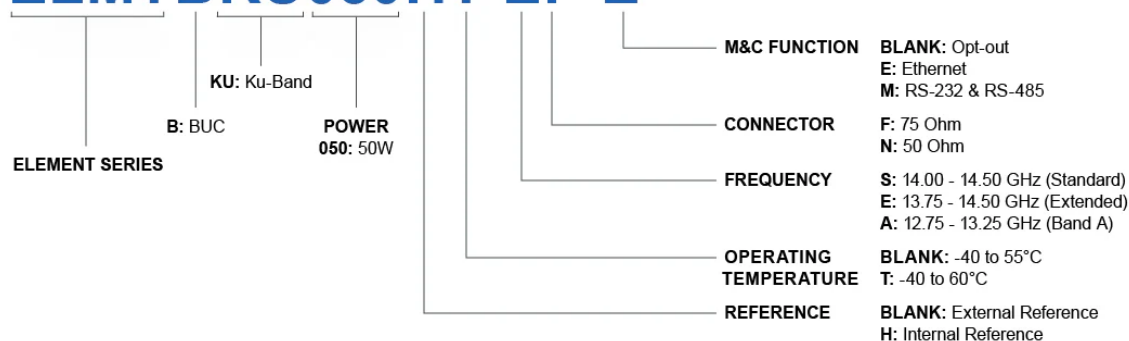 M&C FUNCTION BLANK: Opt-out
E: Ethernet
M: RS-232 & RS-485
KU: Ku-Band
B: BUC
POWER
050: 50W
ELEMENT SERIES
CONNECTOR F: 75 Ohm
N: 50 Ohm
FREQUENCY S: 14.00 - 14.50 GHz (Standard)
E: 13.75 - 14.50 GHz (Extended)
A: 12.75 - 13.25 GHz (Band A)
OPERATING TEMPERATURE BLANK: -40 to 55°C
T: -40 to 60°C
REFERENCE BLANK: External Reference
H: Internal Reference